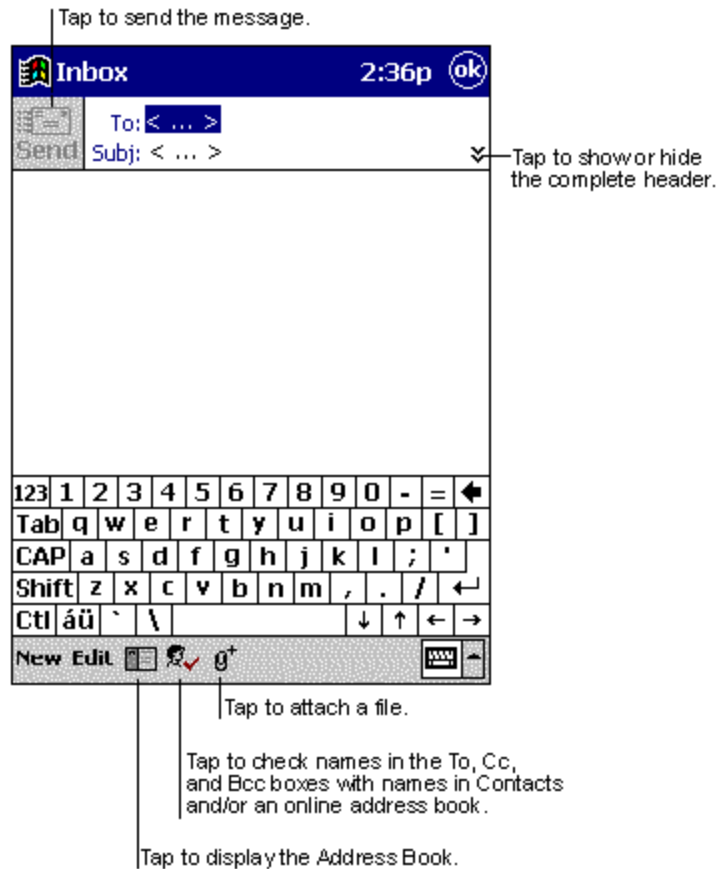 Tap to send the message.
Inbox 2:36p ok
Send To: < ... >
Subj: < ... >
Tap to show or hide
the complete header.
123 1 2 3 4 5 6 7 8 9 0 - =
Tab q w e r t y u i o p [ ]
CAP a s d f g h j k l ; '
Shift z x c v b n m , . /
Ctl áü ` \ ↓ ↑ ← →
New Edit
Tap to attach a file.
Tap to check names in the To, Cc,
and Bcc boxes with names in Contacts
and/or an online address book.
Tap to display the Address Book.